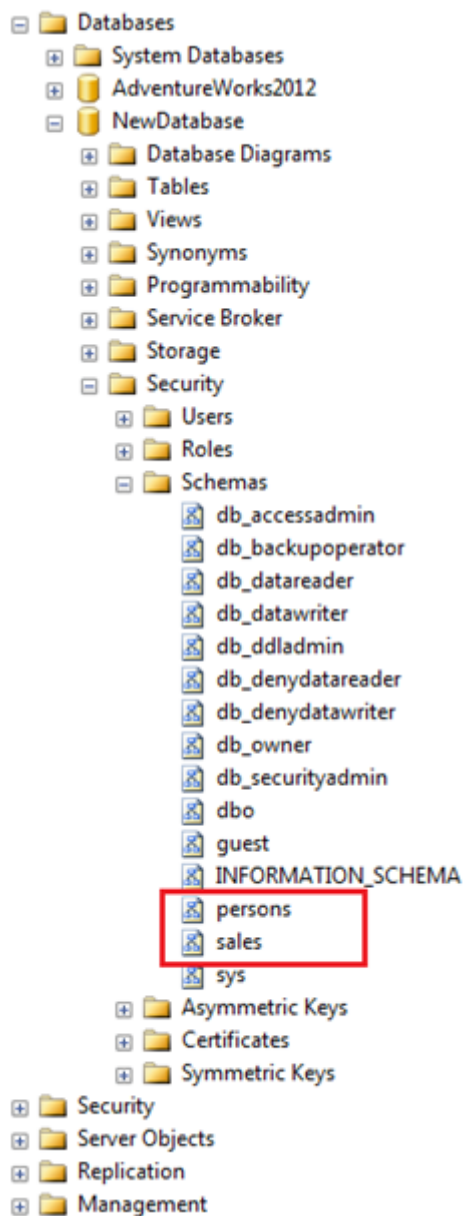 Databases
System Databases
AdventureWorks2012
NewDatabase
Database Diagrams
Tables
Views
Synonyms
Programmability
Service Broker
Storage
Security
Users
Roles
Schemas
db_accessadmin
db_backupoperator
db_datareader
db_datawriter
db_ddladmin
db_denydatareader
db_denydatawriter
db_owner
db_securityadmin
dbo
guest
INFORMATION_SCHEMA
persons
sales
sys
Asymmetric Keys
Certificates
Symmetric Keys
Security
Server Objects
Replication
Management